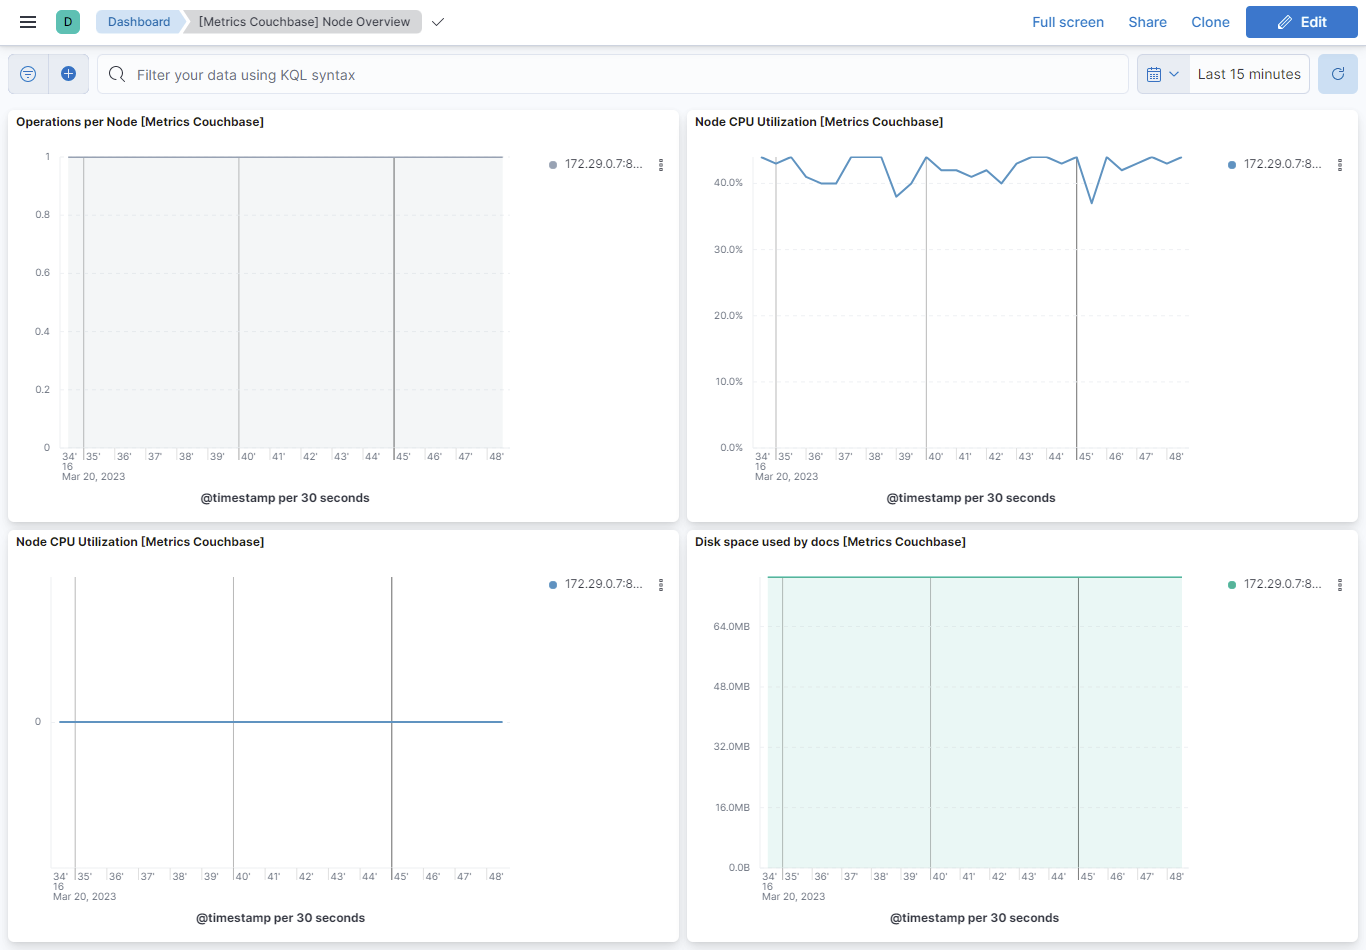 D Dashboard [Metrics Couchbase] Node Overview Full screen Share Clone Edit
Filter your data using KQL syntax Last 15 minutes
Operations per Node [Metrics Couchbase]
172.29.0.7:8...
1
0.8
0.6
0.4
0.2
0
34' 35' 36' 37' 38' 39' 40' 41' 42' 43' 44' 45' 46' 47' 48'
16
Mar 20, 2023
@timestamp per 30 seconds
Node CPU Utilization [Metrics Couchbase]
172.29.0.7:8...
40.0%
30.0%
20.0%
10.0%
0.0%
34' 35' 36' 37' 38' 39' 40' 41' 42' 43' 44' 45' 46' 47' 48'
16
Mar 20, 2023
@timestamp per 30 seconds
Node CPU Utilization [Metrics Couchbase]
172.29.0.7:8...
0
34' 35' 36' 37' 38' 39' 40' 41' 42' 43' 44' 45' 46' 47' 48'
16
Mar 20, 2023
@timestamp per 30 seconds
Disk space used by docs [Metrics Couchbase]
172.29.0.7:8...
64.0MB
48.0MB
32.0MB
16.0MB
0.0B
34' 35' 36' 37' 38' 39' 40' 41' 42' 43' 44' 45' 46' 47' 48'
16
Mar 20, 2023
@timestamp per 30 seconds